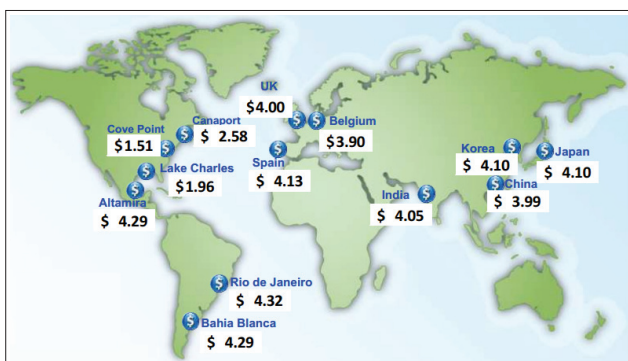 UK
$4.00
Canaport
$ 2.58
Cove Point
$1.51
Belgium
$3.90
Lake Charles
$1.96
Spain
$ 4.13
Korea
$ 4.10
Japan
$ 4.10
China
$ 3.99
India
$ 4.05
Altamira
$ 4.29
Rio de Janeiro
$ 4.32
Bahia Blanca
$ 4.29